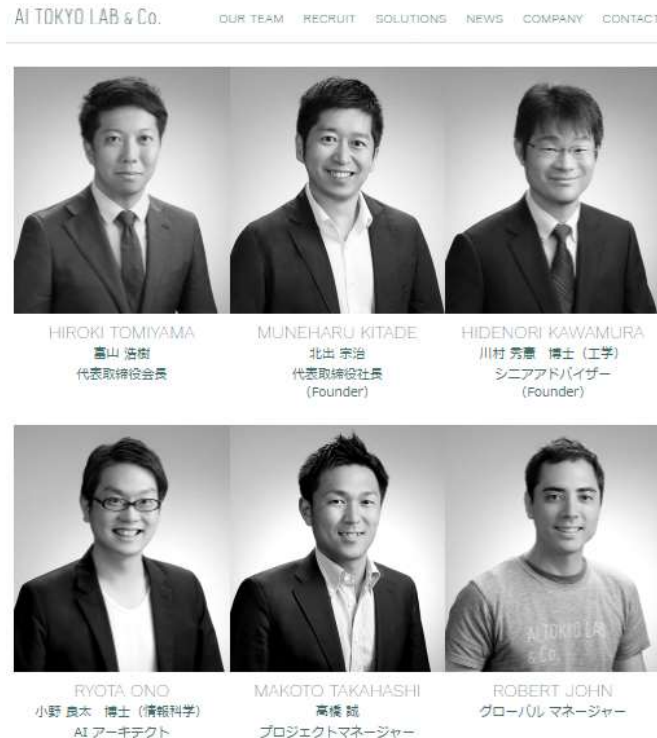 AI TOKYO LAB & Co.
OUR TEAM RECRUIT SOLUTIONS NEWS COMPANY CONTACT
HIROKI TOMIYAMA
富山 浩樹
代表取締役会長
MUNEHARU KITADE
北出 宗治
代表取締役社長
(Founder)
HIDENORI KAWAMURA
川村 秀憲 博士（工学）
シニアアドバイザー
(Founder)
RYOTA ONO
小野 良太 博士（情報科学）
AI アーキテクト
MAKOTO TAKAHASHI
高橋 誠
プロジェクトマネージャー
AI TOKYO LAB
& Co.
ROBERT JOHN
グローバル マネージャー